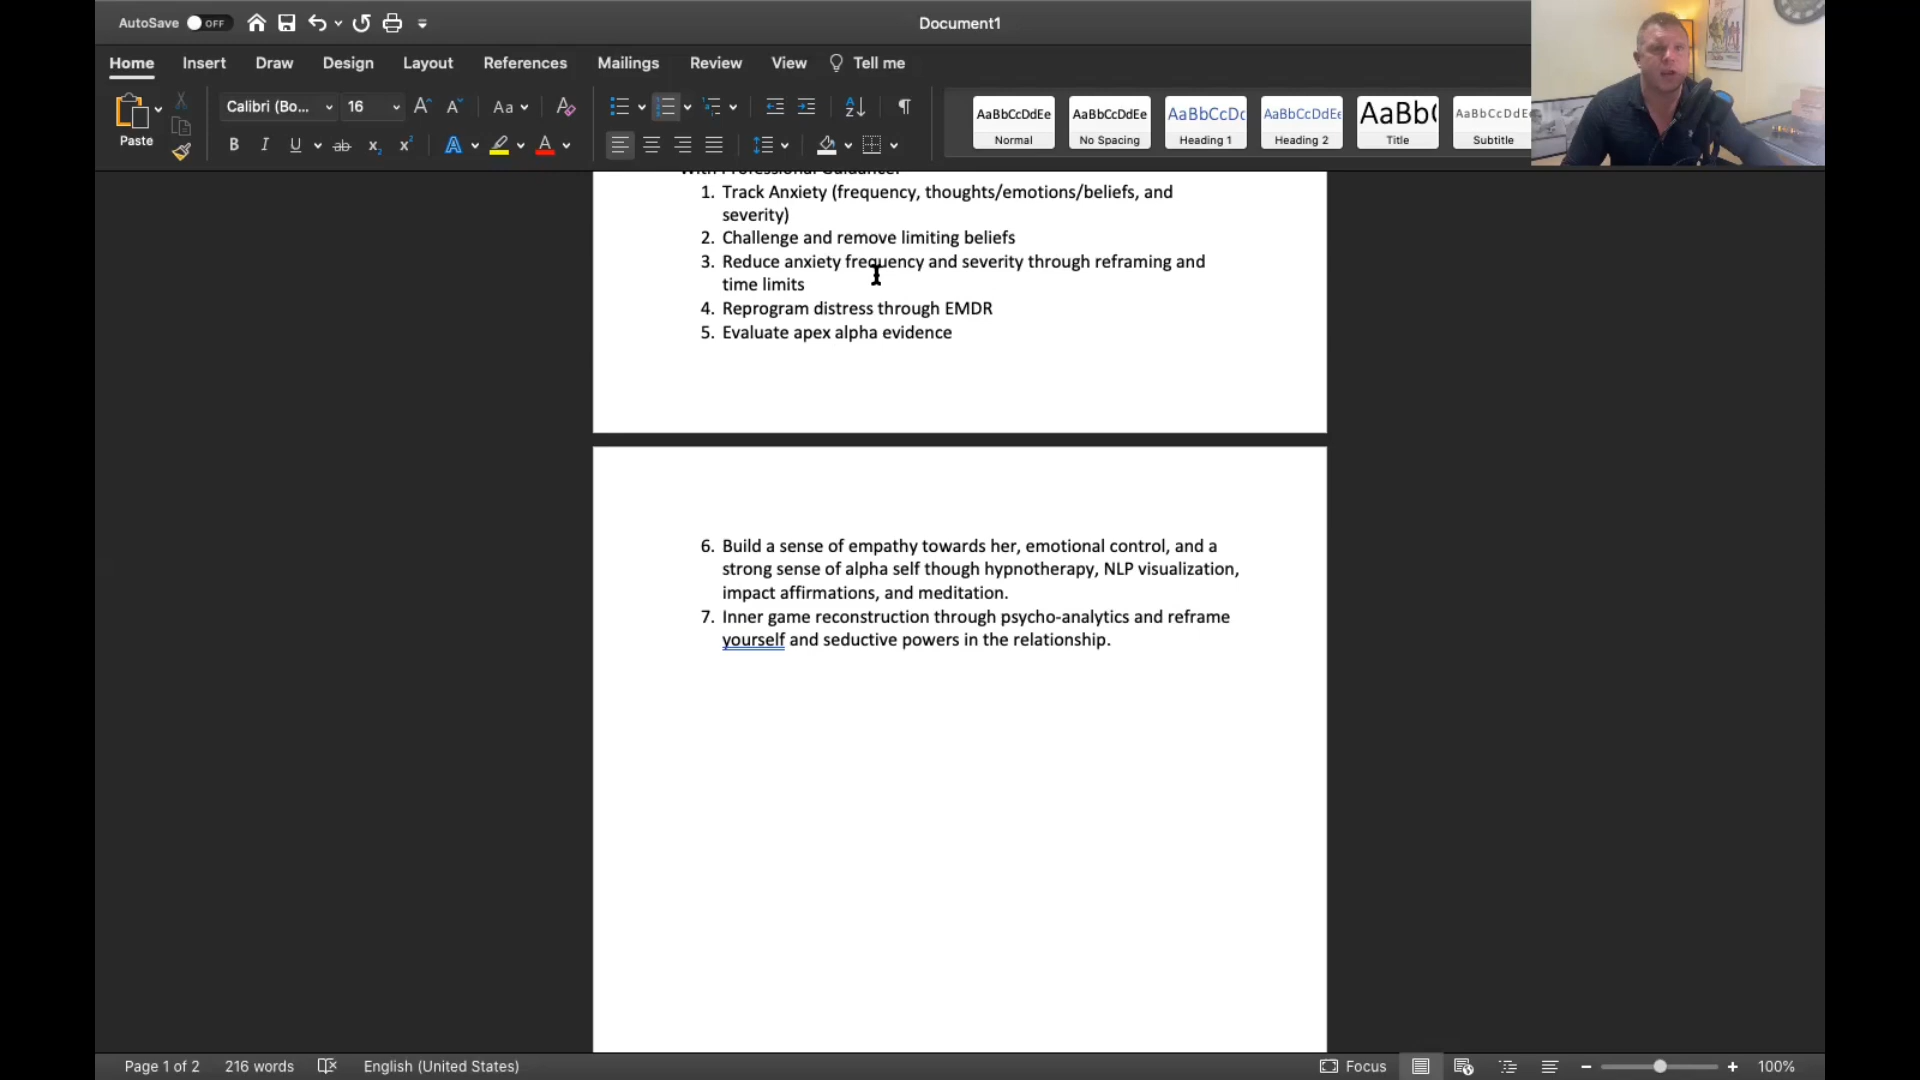 AutoSave OFF Document1
Home Insert Draw Design Layout References Mailings Review View Tell me
Calibri (Bo... 16 Aa
Paste
AaBbCcDdEe AaBbCcDdEe AaBbCcDc AaBbCcDdEe AaBb( AaBbCcDdEe
Normal No Spacing Heading 1 Heading 2 Title Subtitle
With Professional Guidance:
1. Track Anxiety (frequency, thoughts/emotions/beliefs, and
severity)
2. Challenge and remove limiting beliefs
3. Reduce anxiety frequency and severity through reframing and
time limits
4. Reprogram distress through EMDR
5. Evaluate apex alpha evidence
6. Build a sense of empathy towards her, emotional control, and a
strong sense of alpha self though hypnotherapy, NLP visualization,
impact affirmations, and meditation.
7. Inner game reconstruction through psycho-analytics and reframe
yourself and seductive powers in the relationship.
Page 1 of 2 216 words English (United States) Focus 100%